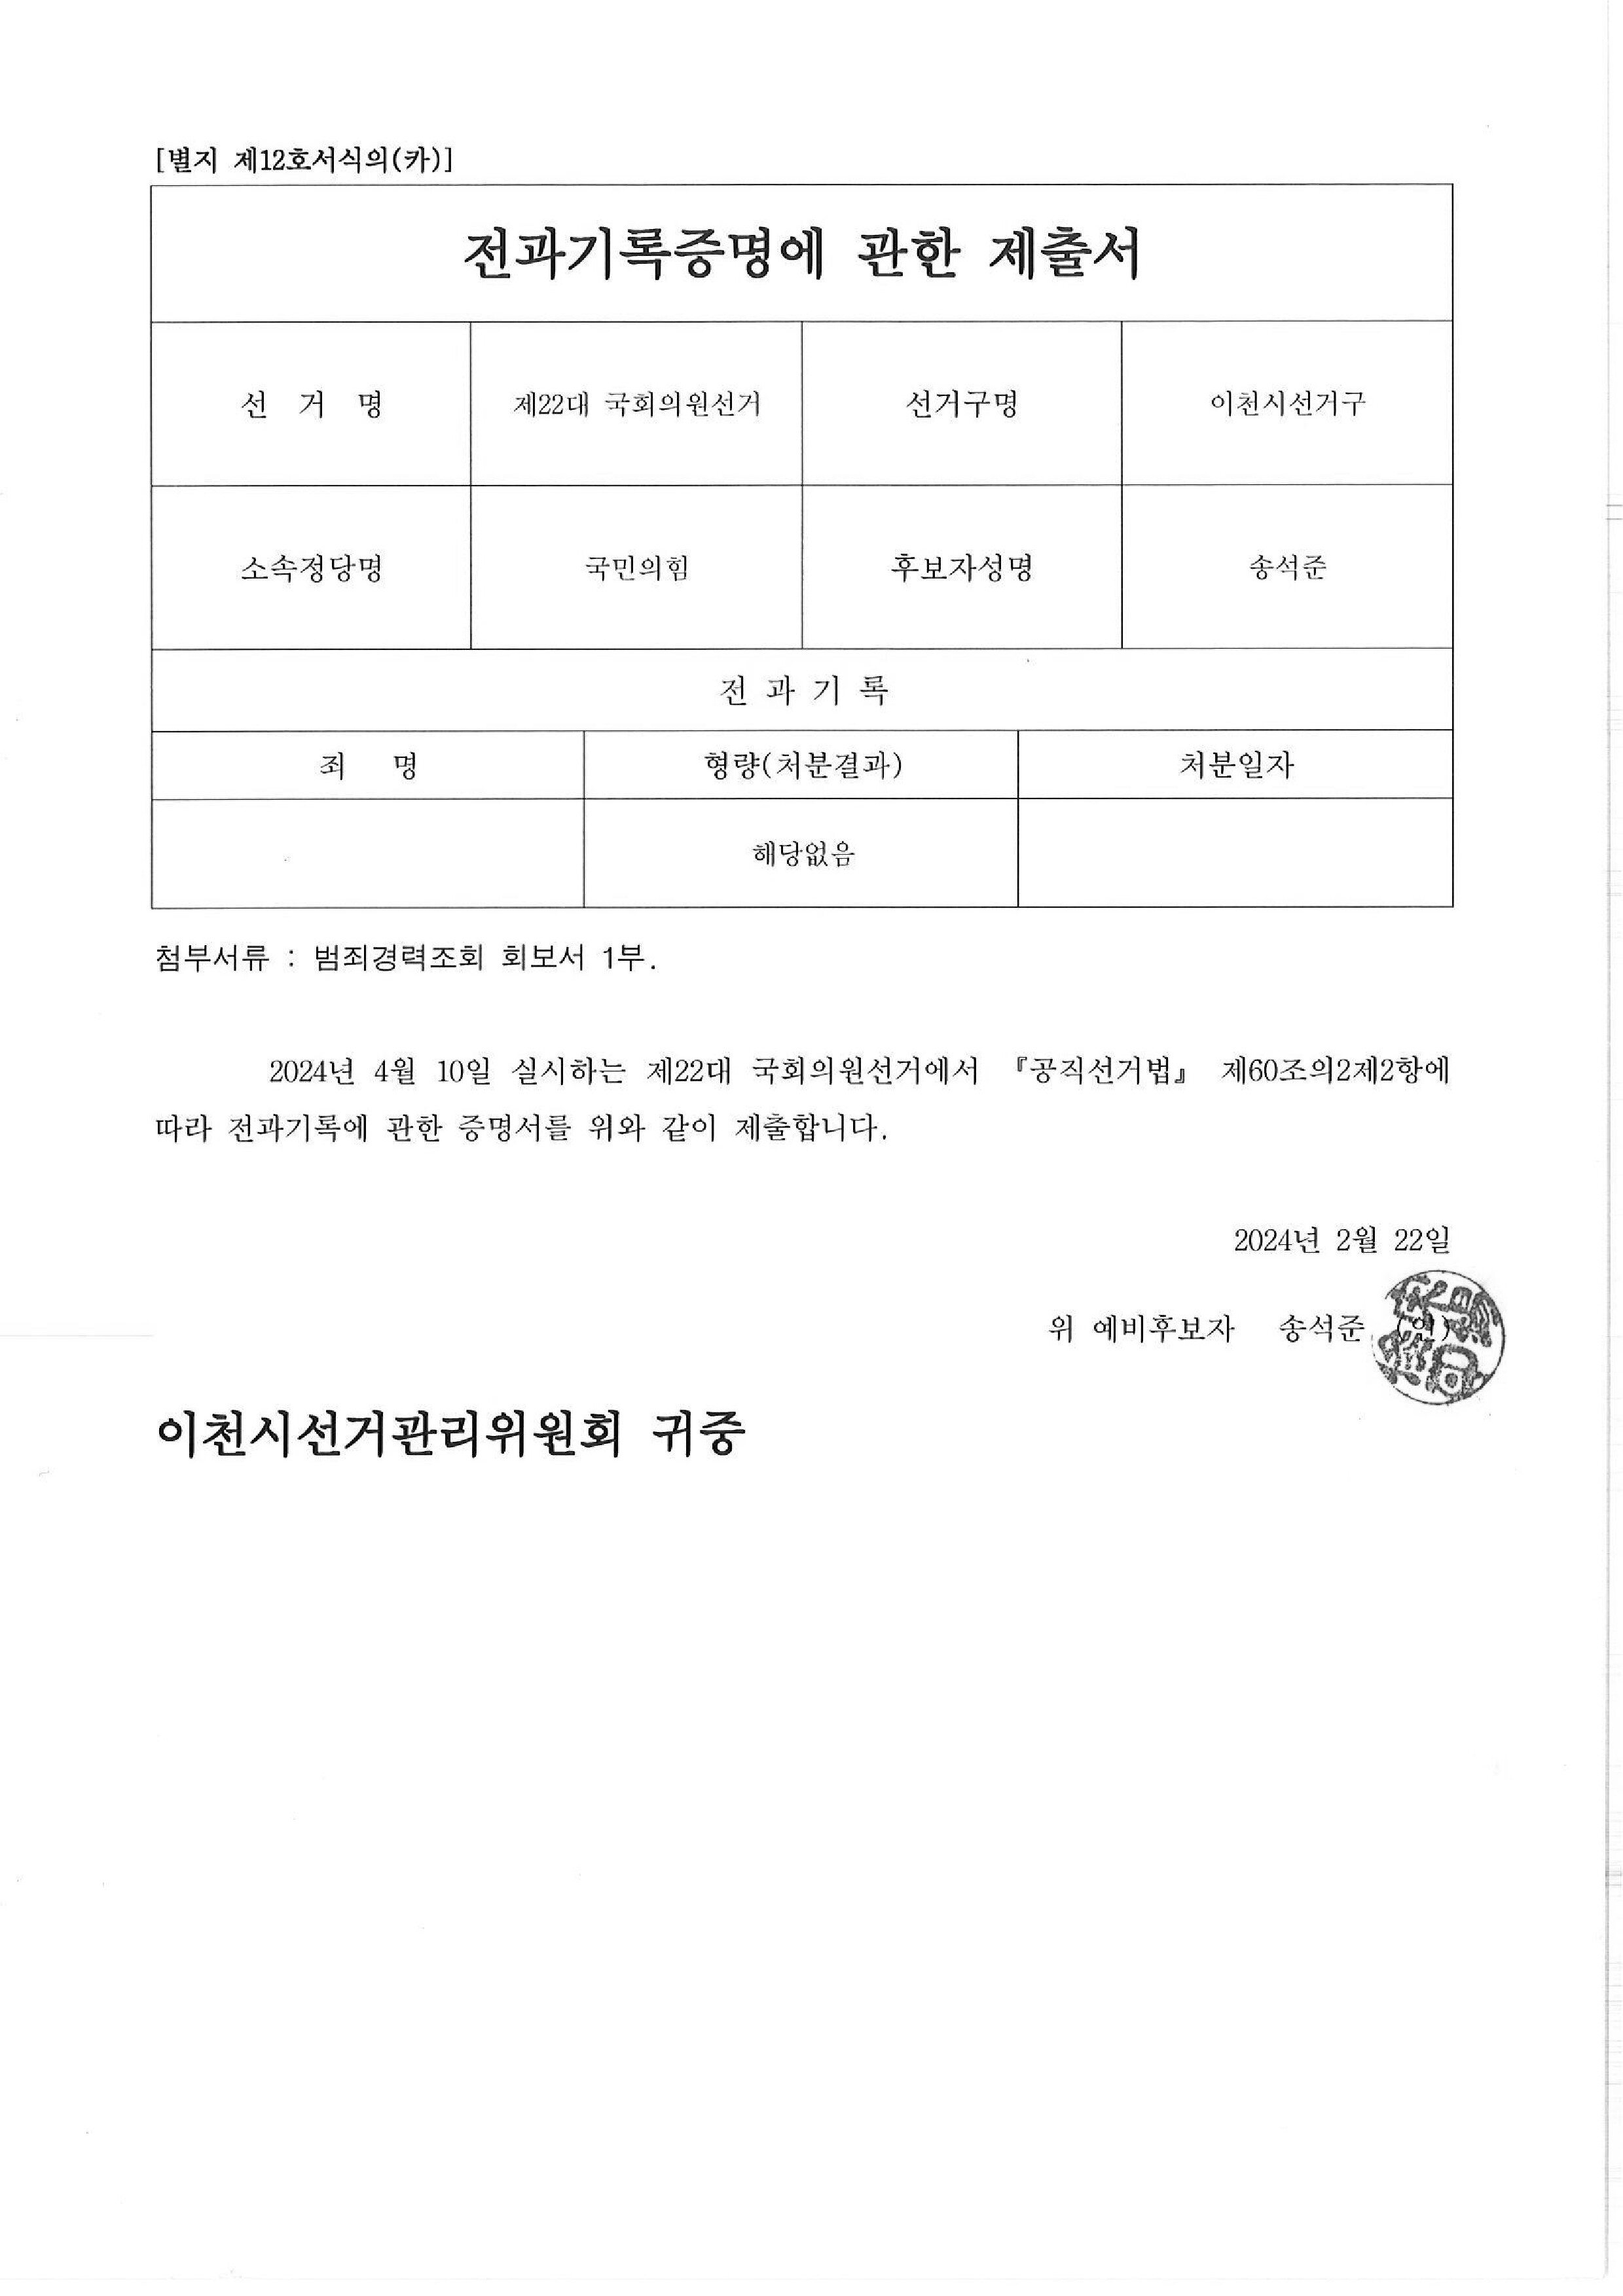 [별지 제12호서식의(카)]
전과기록증명에 관한 제출서
선 거 명 제22대 국회의원선거 선거구명 이천시선거구
소속정당명 국민의힘 후보자성명 송석준
전 과 기 록
죄 명 형량(처분결과) 처분일자
해당없음
첨부서류 : 범죄경력조회 회보서 1부.
2024년 4월 10일 실시하는 제22대 국회의원선거에서 『공직선거법』 제60조의2제2항에
따라 전과기록에 관한 증명서를 위와 같이 제출합니다.
2024년 2월 22일
위 예비후보자 송석준 (인)
이천시선거관리위원회 귀중